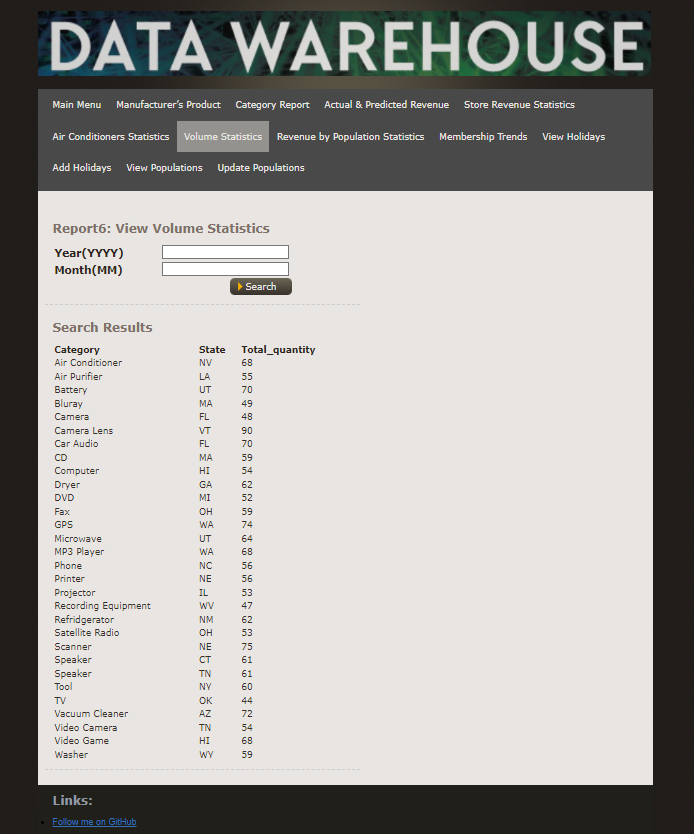 DATA WAREHOUSE
Main Menu Manufacturer's Product Category Report Actual & Predicted Revenue Store Revenue Statistics
Air Conditioners Statistics Volume Statistics Revenue by Population Statistics Membership Trends View Holidays
Add Holidays View Populations Update Populations
Report6: View Volume Statistics
Year(YYYY)
Month(MM)
Search
Search Results
Category State Total_quantity
Air Conditioner NV 68
Air Purifier LA 55
Battery UT 70
Bluray MA 49
Camera FL 48
Camera Lens VT 90
Car Audio FL 70
CD MA 59
Computer HI 54
Dryer GA 62
DVD MI 52
Fax OH 59
GPS WA 74
Microwave UT 64
MP3 Player WA 68
Phone NC 56
Printer NE 56
Projector IL 53
Recording Equipment WV 47
Refridgerator NM 62
Satellite Radio OH 53
Scanner NE 75
Speaker CT 61
Speaker TN 61
Tool NY 60
TV OK 44
Vacuum Cleaner AZ 72
Video Camera TN 54
Video Game HI 68
Washer WY 59
Links:
Follow me on GitHub